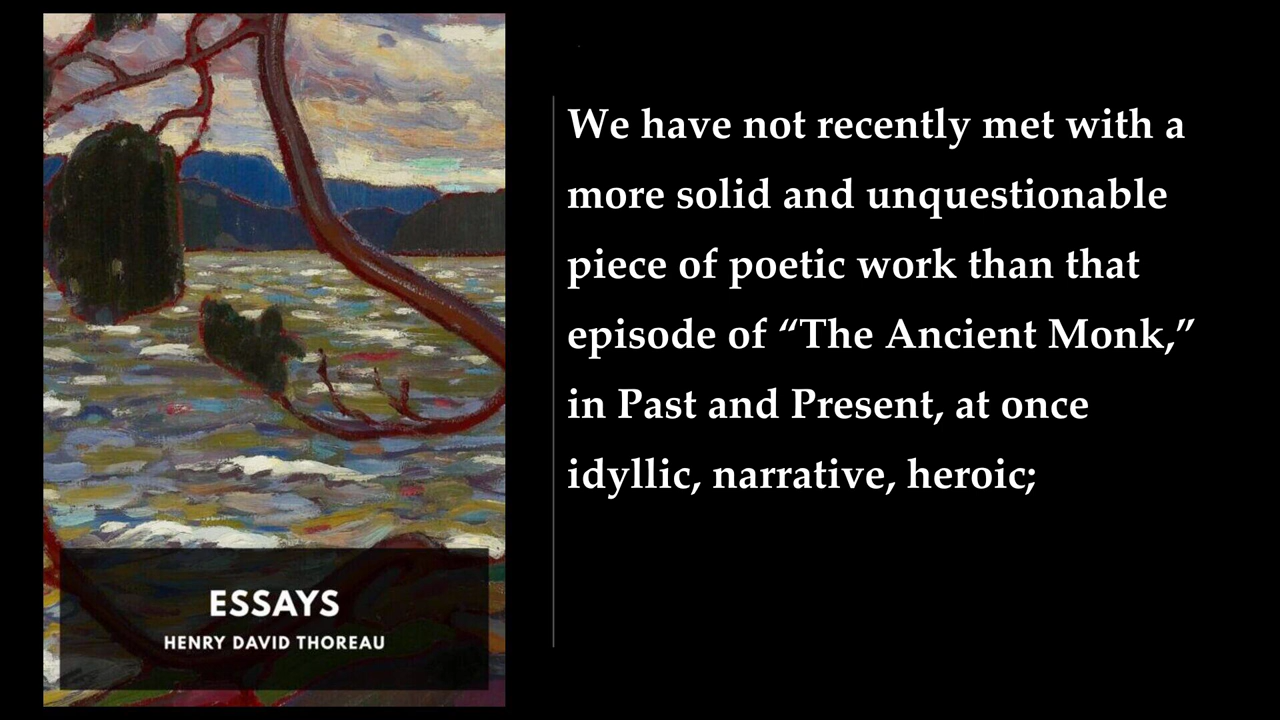 ESSAYS
HENRY DAVID THOREAU
We have not recently met with a
more solid and unquestionable
piece of poetic work than that
episode of “The Ancient Monk,”
in Past and Present, at once
idyllic, narrative, heroic;